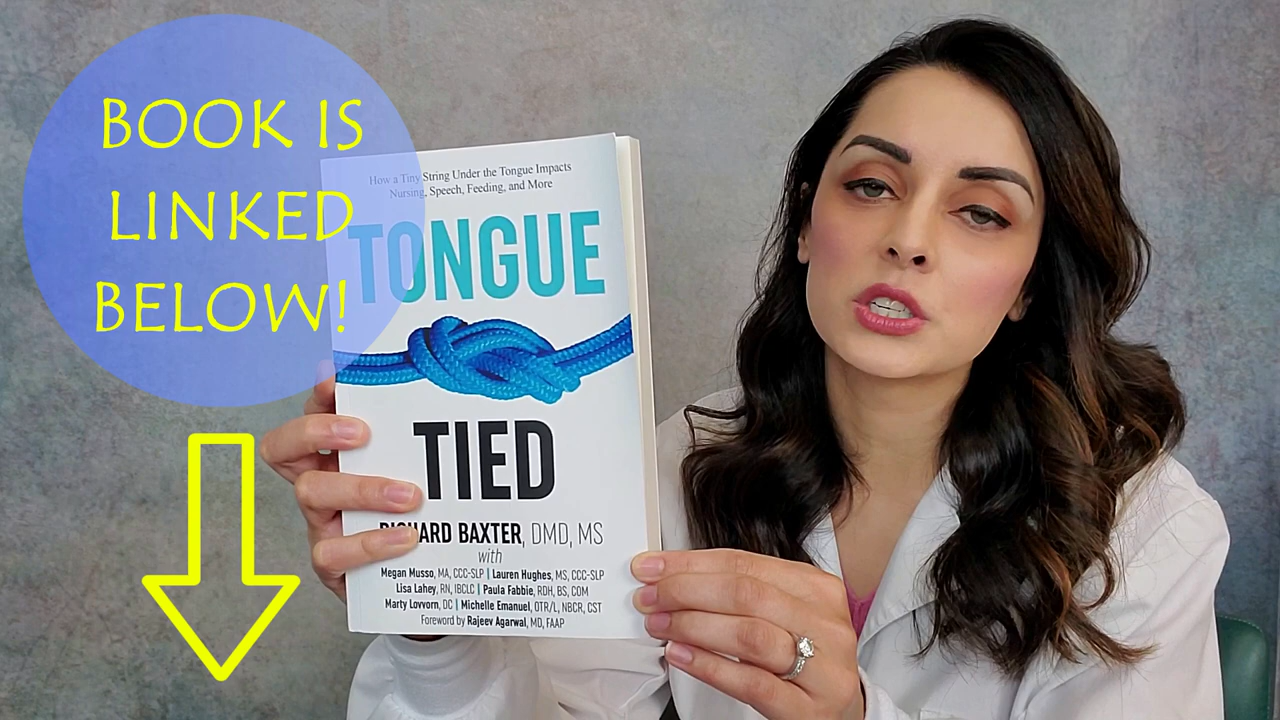 BOOK IS
LINKED
BELOW!
How a Tiny String Under the Tongue Impacts
Nursing, Speech, Feeding, and More
TONGUE
TIED
RICHARD BAXTER, DMD, MS
with
Megan Musso, MA, CCC-SLP | Lauren Hughes, MS, CCC-SLP
Lisa Lahey, RN, IBCLC | Paula Fabbie, RDH, BS, COM
Marty Lovvorn, DC | Michelle Emanuel, OTR/L, NBCR, CST
Foreword by Rajeev Agarwal, MD, FAAP